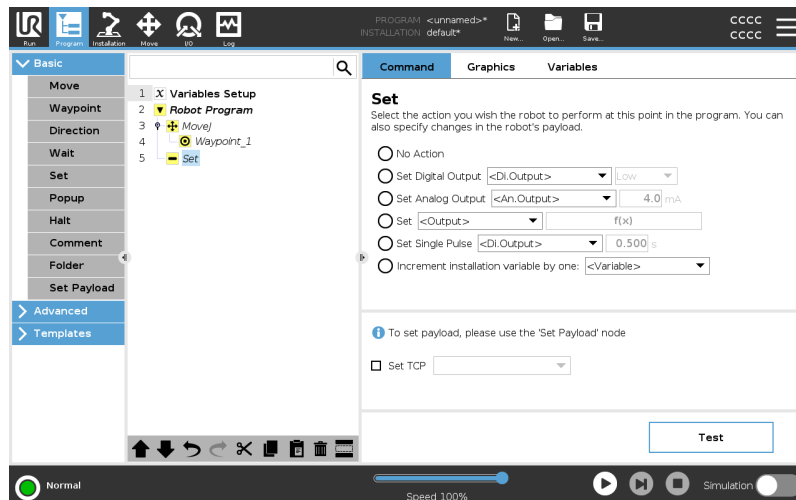 UR
Run
Program
Installation
Move
I/O
Log
PROGRAM <unnamed>*
INSTALLATION default*
New...
Open...
Save...
CCCC
CCCC
Basic
Move
Waypoint
Direction
Wait
Set
Popup
Halt
Comment
Folder
Set Payload
Advanced
Templates
1 X Variables Setup
2 Robot Program
3 MoveJ
4 Waypoint_1
5 Set
Command Graphics Variables
Set
Select the action you wish the robot to perform at this point in the program. You can
also specify changes in the robot's payload.
No Action
Set Digital Output <Di.Output> Low
Set Analog Output <An.Output> 4.0 mA
Set <Output> f(x)
Set Single Pulse <Di.Output> 0.500 s
Increment installation variable by one: <Variable>
To set payload, please use the 'Set Payload' node
Set TCP
Test
Normal
Speed 100%
Simulation